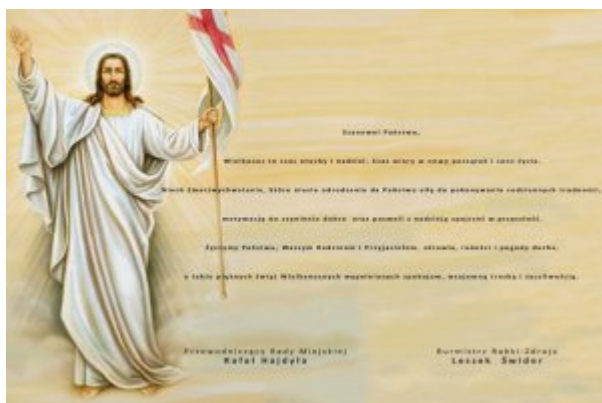 Szanowni Państwo,
Wielkanoc to czas otuchy i nadziei. Czas wiary w nowy początek i sens życia.
Niech Zmartwychwstanie, które niesie odrodzenie da Państwu siłę do pokonywania codziennych trudności,
motywację do czynienia dobra oraz pozwoli z nadzieją spojrzeć w przyszłość.
Życzymy Państwu, Waszym Rodzinom i Przyjaciołom, zdrowia, radości i pogody ducha,
a także pięknych Świąt Wielkanocnych wypełnionych spokojem, wzajemną troską i życzliwością.
Przewodniczący Rady Miejskiej
Rafał Hajdyła
Burmistrz Rabki-Zdroju
Leszek Świder